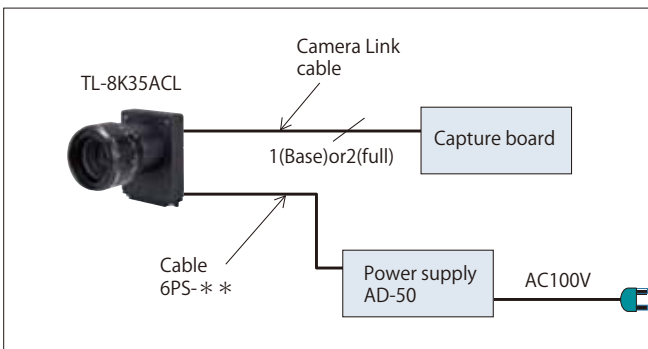 Camera Link
cable
TL-8K35ACL
1(Base)or2(full)
Capture board
Cable
6PS-＊＊
Power supply
AD-50
AC100V